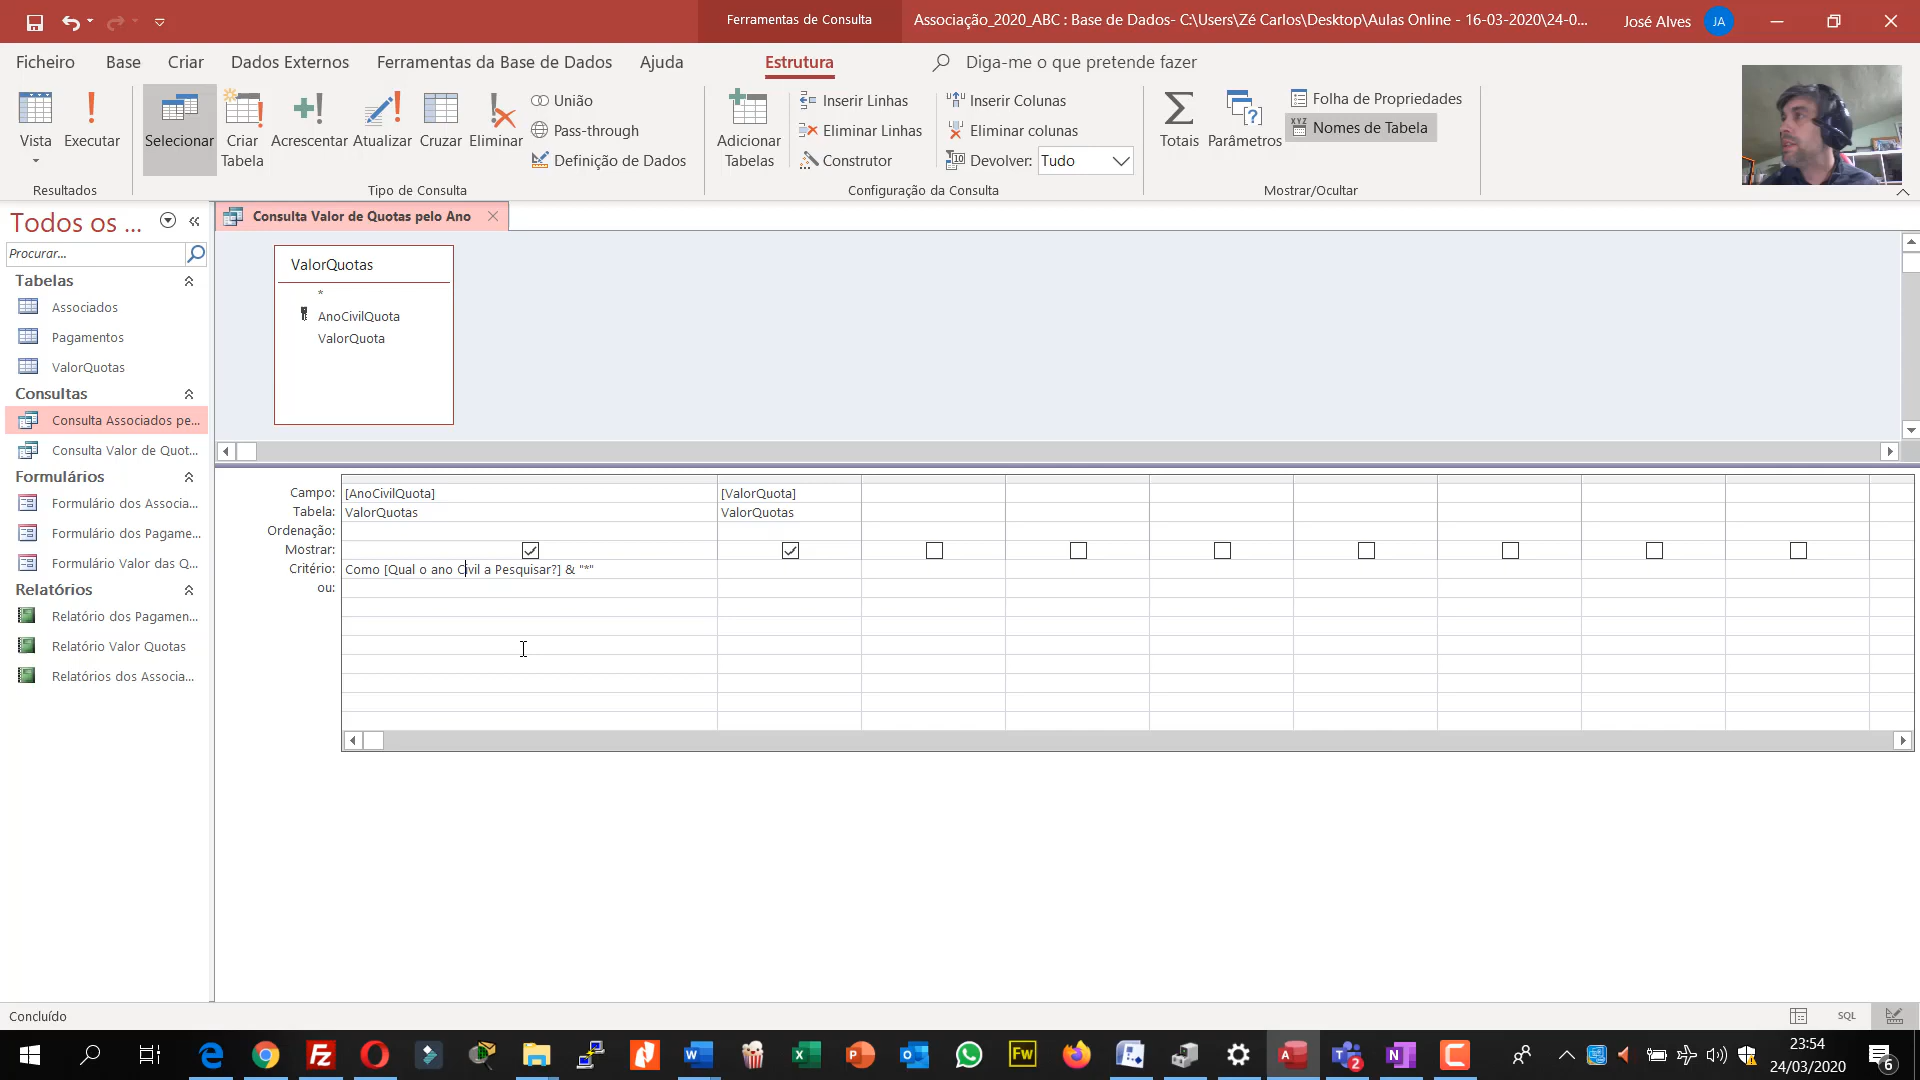 Ferramentas de Consulta
Associação_2020_ABC : Base de Dados- C:\Users\Zé Carlos\Desktop\Aulas Online - 16-03-2020\24-0...
José Alves
JA
Ficheiro
Base
Criar
Dados Externos
Ferramentas da Base de Dados
Ajuda
Estrutura
Diga-me o que pretende fazer
Vista
Executar
Selecionar
Criar
Tabela
Acrescentar
Atualizar
Cruzar
Eliminar
União
Pass-through
Definição de Dados
Adicionar
Tabelas
Inserir Linhas
Eliminar Linhas
Construtor
Inserir Colunas
Eliminar colunas
Devolver: Tudo
Totais
Parâmetros
Folha de Propriedades
XYZ
Nomes de Tabela
Resultados
Tipo de Consulta
Configuração da Consulta
Mostrar/Ocultar
Todos os ...
Procurar...
Tabelas
Associados
Pagamentos
ValorQuotas
Consultas
Consulta Associados pe...
Consulta Valor de Quot...
Formulários
Formulário dos Associa...
Formulário dos Pagame...
Formulário Valor das Q...
Relatórios
Relatório dos Pagamen...
Relatório Valor Quotas
Relatórios dos Associa...
Consulta Valor de Quotas pelo Ano
ValorQuotas
*
AnoCivilQuota
ValorQuota
Campo: [AnoCivilQuota] [ValorQuota]
Tabela: ValorQuotas ValorQuotas
Ordenação:
Mostrar:
Critério: Como [Qual o ano Civil a Pesquisar?] & "*"
ou:
Concluído
SQL
23:54
24/03/2020
6